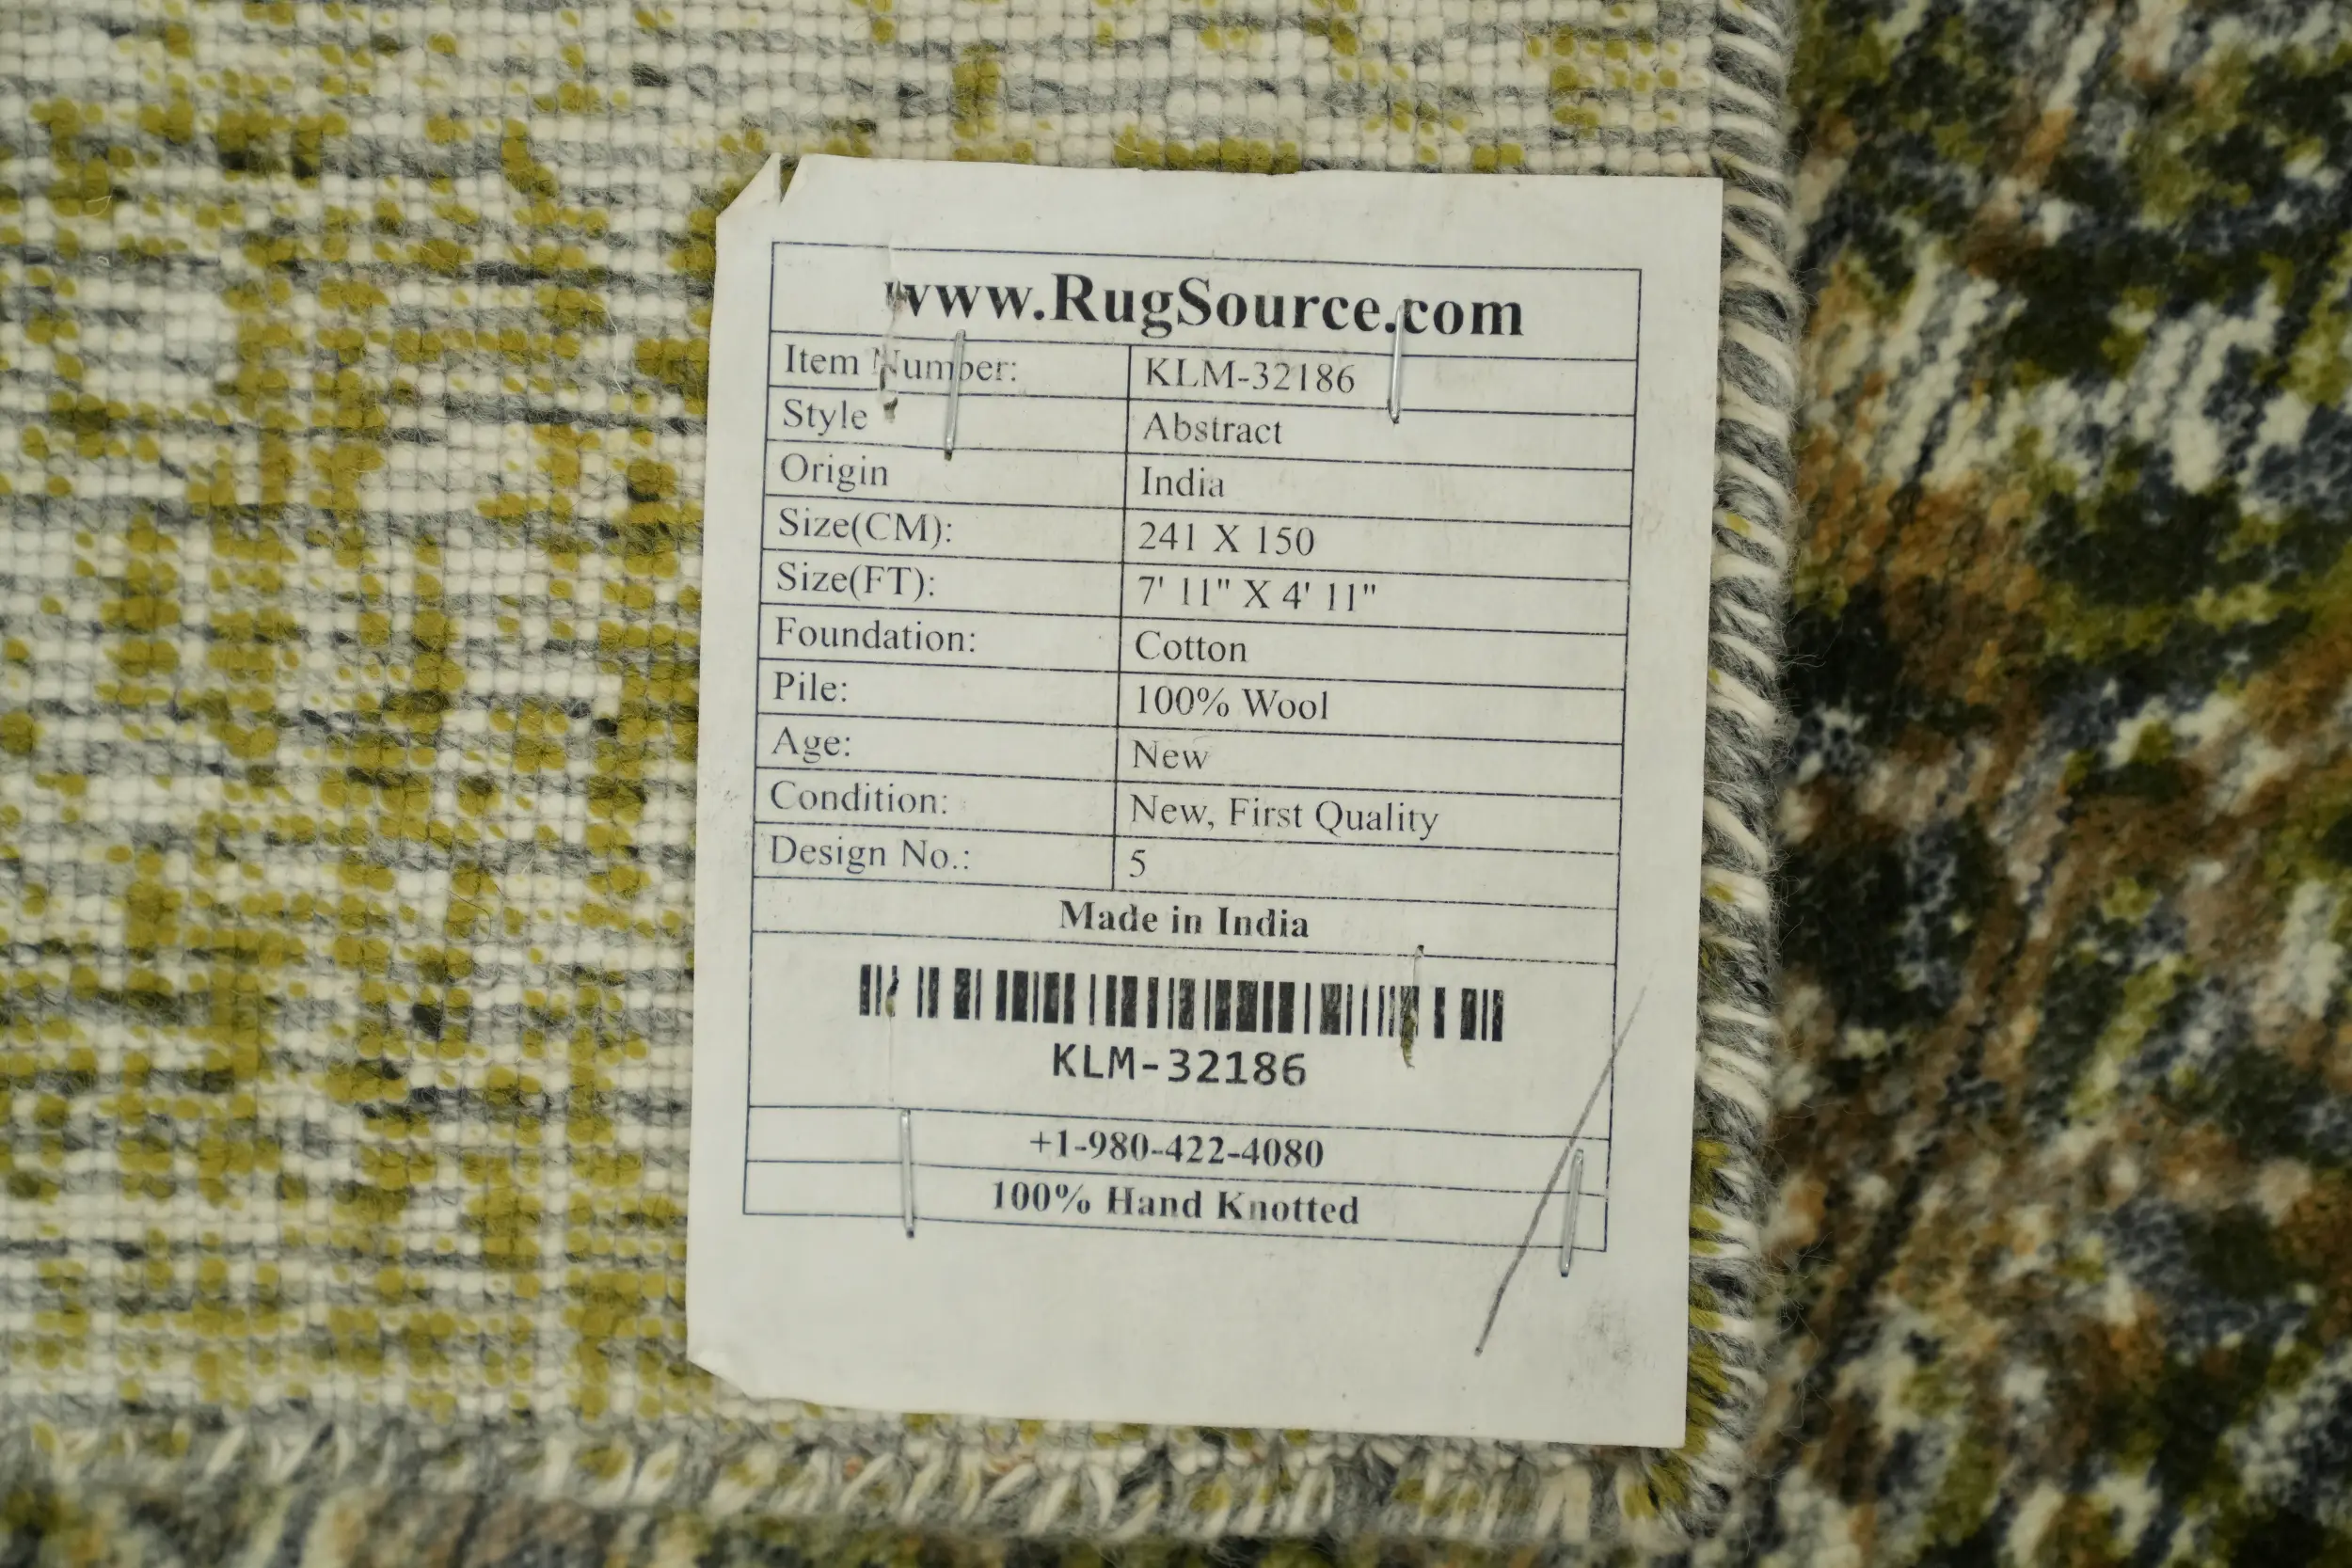 www.RugSource.com
Item Number: KLM-32186
Style Abstract
Origin India
Size(CM): 241 X 150
Size(FT): 7' 11" X 4' 11"
Foundation: Cotton
Pile: 100% Wool
Age: New
Condition: New, First Quality
Design No.: 5
Made in India
KLM-32186
+1-980-422-4080
100% Hand Knotted